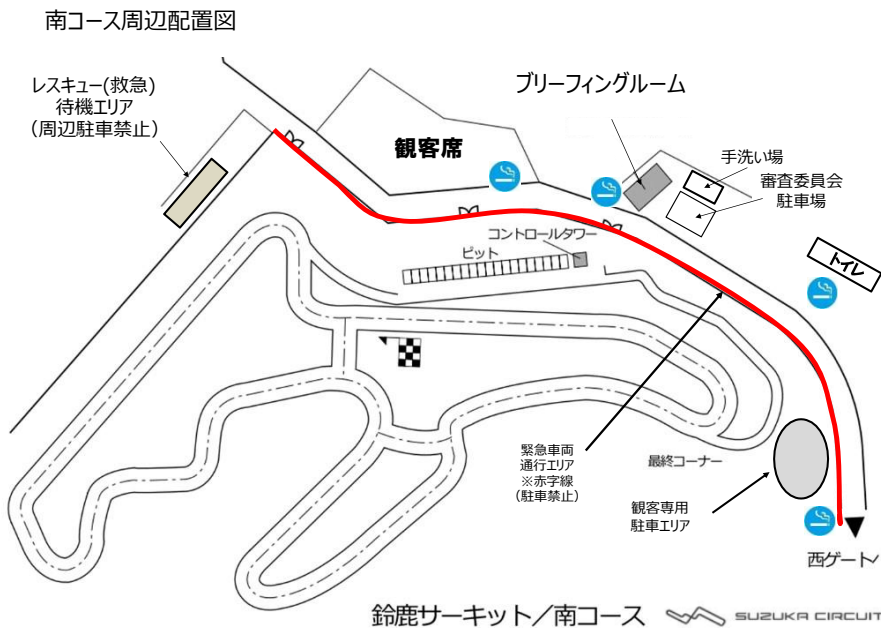 南コース周辺配置図
レスキュー(救急)
待機エリア
（周辺駐車禁止）
ブリーフィングルーム
観客席
手洗い場
審査委員会
駐車場
コントロールタワー
ピット
トイレ
緊急車両
通行エリア
※赤字線
（駐車禁止）
最終コーナー
観客専用
駐車エリア
西ゲート/
鈴鹿サーキット／南コース
SUZUKA CIRCUIT